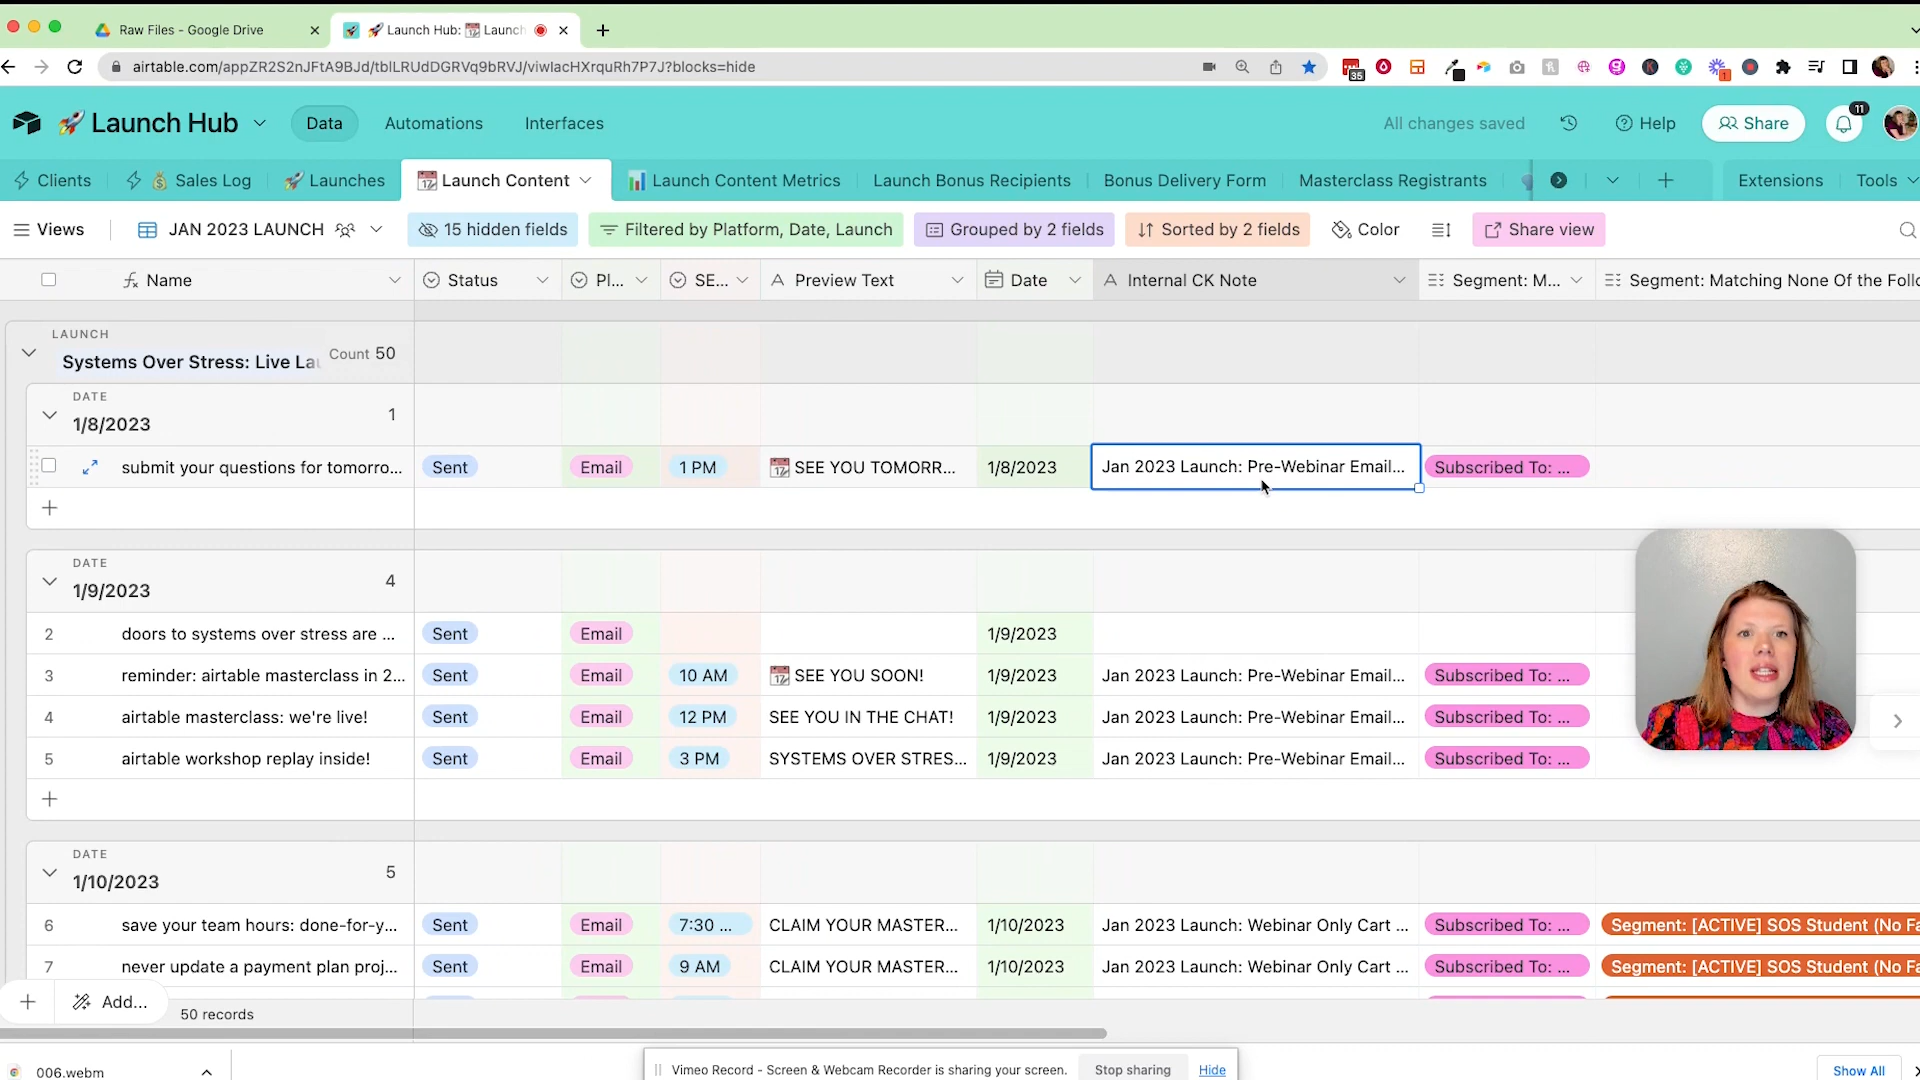 Raw Files - Google Drive
Launch Hub: Launch
airtable.com/appZR2S2nJFtA9BJd/tblLRUdDGRVq9bRVJ/viwIacHXrquRh7P7J?blocks=hide
35
1
Launch Hub
Data
Automations
Interfaces
All changes saved
Help
Share
11
Clients
Sales Log
Launches
Launch Content
Launch Content Metrics
Launch Bonus Recipients
Bonus Delivery Form
Masterclass Registrants
Extensions
Tools
Views
JAN 2023 LAUNCH
15 hidden fields
Filtered by Platform, Date, Launch
Grouped by 2 fields
Sorted by 2 fields
Color
Share view
Name
Status
Pl...
SE...
Preview Text
Date
Internal CK Note
Segment: M...
Segment: Matching None Of the Follo
LAUNCH
Systems Over Stress: Live La
Count 50
DATE
1/8/2023
1
submit your questions for tomorro... Sent Email 1 PM SEE YOU TOMORR... 1/8/2023 Jan 2023 Launch: Pre-Webinar Email... Subscribed To: ...
DATE
1/9/2023
4
2 doors to systems over stress are ... Sent Email 1/9/2023
3 reminder: airtable masterclass in 2... Sent Email 10 AM SEE YOU SOON! 1/9/2023 Jan 2023 Launch: Pre-Webinar Email... Subscribed To: ...
4 airtable masterclass: we're live! Sent Email 12 PM SEE YOU IN THE CHAT! 1/9/2023 Jan 2023 Launch: Pre-Webinar Email... Subscribed To: ...
5 airtable workshop replay inside! Sent Email 3 PM SYSTEMS OVER STRES... 1/9/2023 Jan 2023 Launch: Pre-Webinar Email... Subscribed To: ...
DATE
1/10/2023
5
6 save your team hours: done-for-y... Sent Email 7:30 ... CLAIM YOUR MASTER... 1/10/2023 Jan 2023 Launch: Webinar Only Cart ... Subscribed To: ... Segment: [ACTIVE] SOS Student (No Fa
7 never update a payment plan proj... Sent Email 9 AM CLAIM YOUR MASTER... 1/10/2023 Jan 2023 Launch: Webinar Only Cart ... Subscribed To: ... Segment: [ACTIVE] SOS Student (No Fa
Add...
50 records
006.webm
Vimeo Record - Screen & Webcam Recorder is sharing your screen.
Stop sharing
Hide
Show All